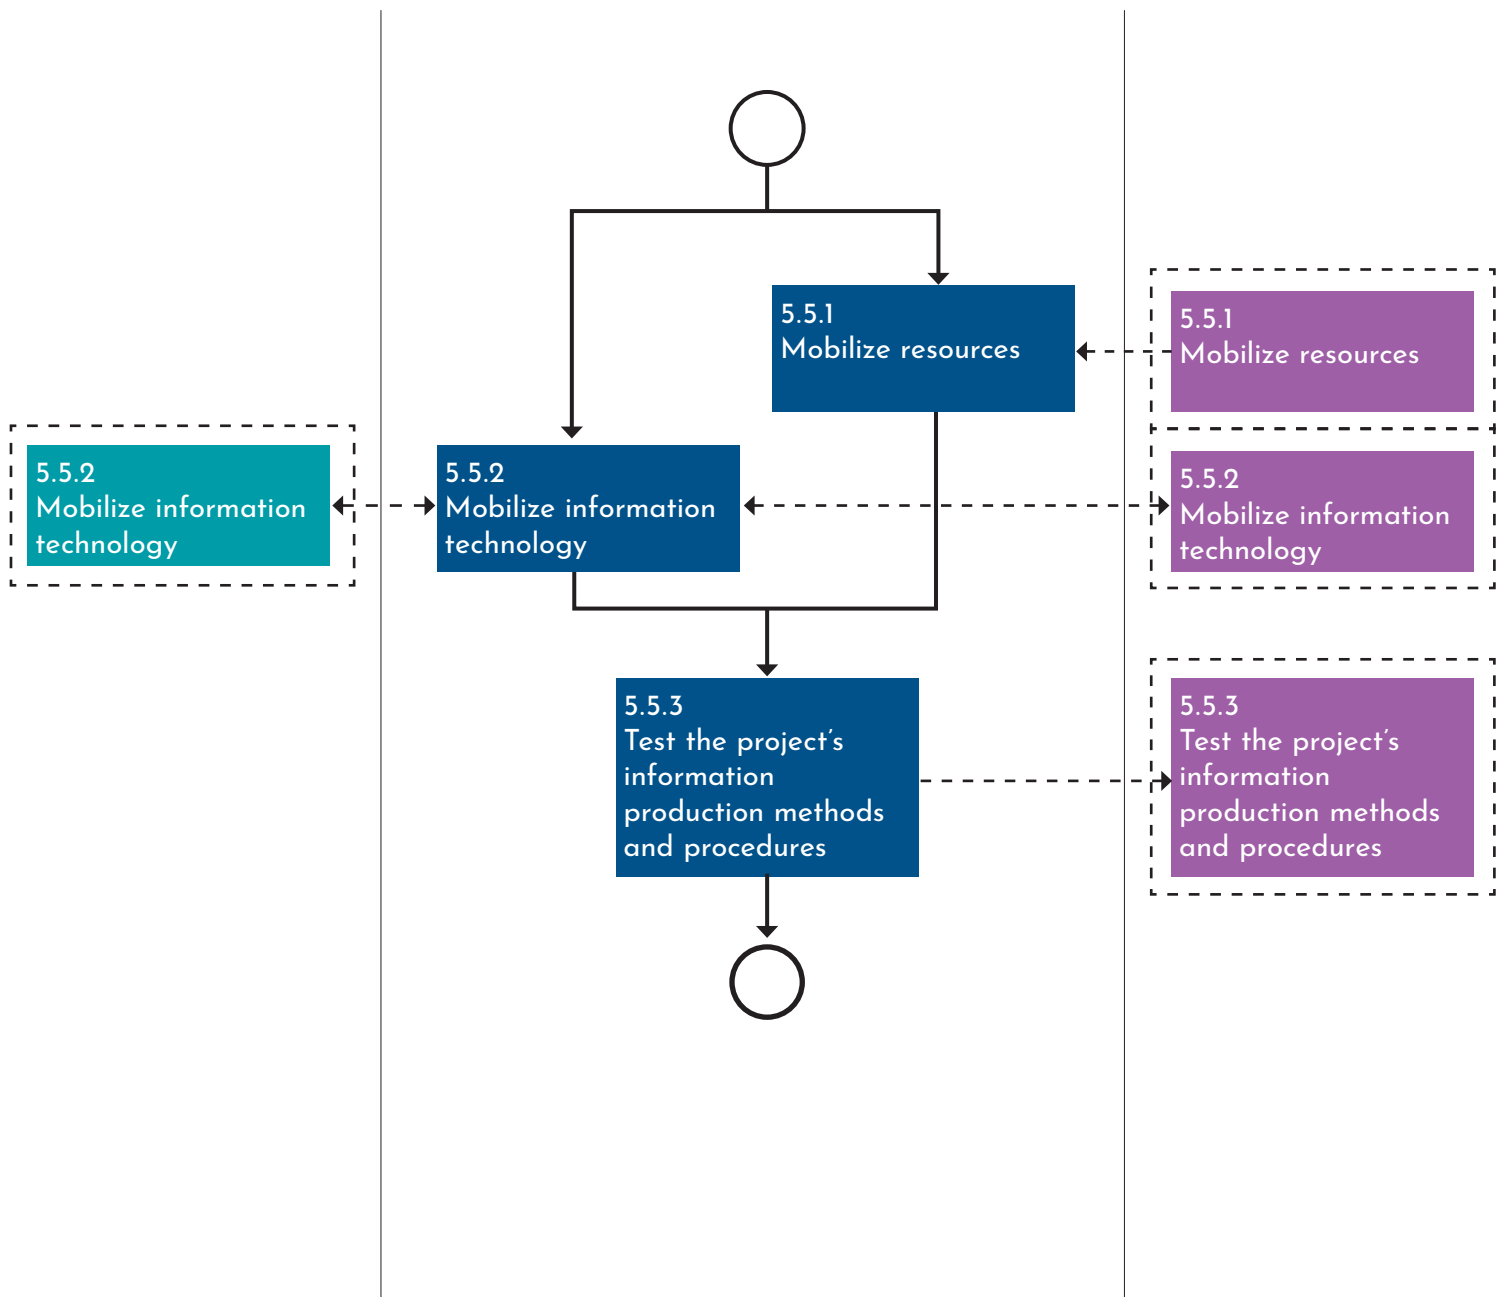 5.5.1
Mobilize resources
5.5.1
Mobilize resources
5.5.2
Mobilize information
technology
5.5.2
Mobilize information
technology
5.5.2
Mobilize information
technology
5.5.3
Test the project’s
information
production methods
and procedures
5.5.3
Test the project’s
information
production methods
and procedures